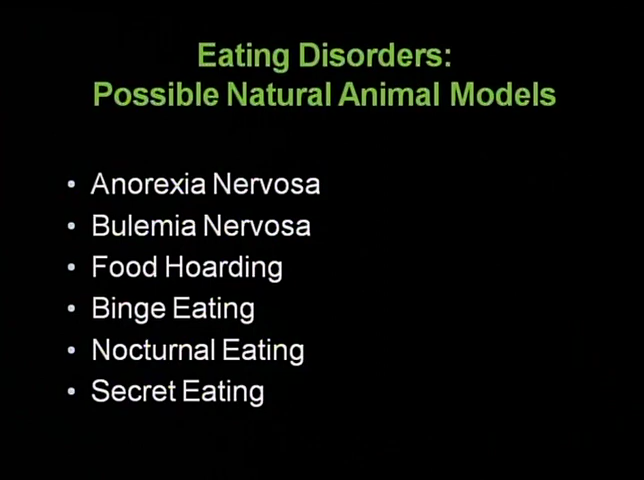 Eating Disorders:
Possible Natural Animal Models
• Anorexia Nervosa
• Bulemia Nervosa
• Food Hoarding
• Binge Eating
• Nocturnal Eating
• Secret Eating